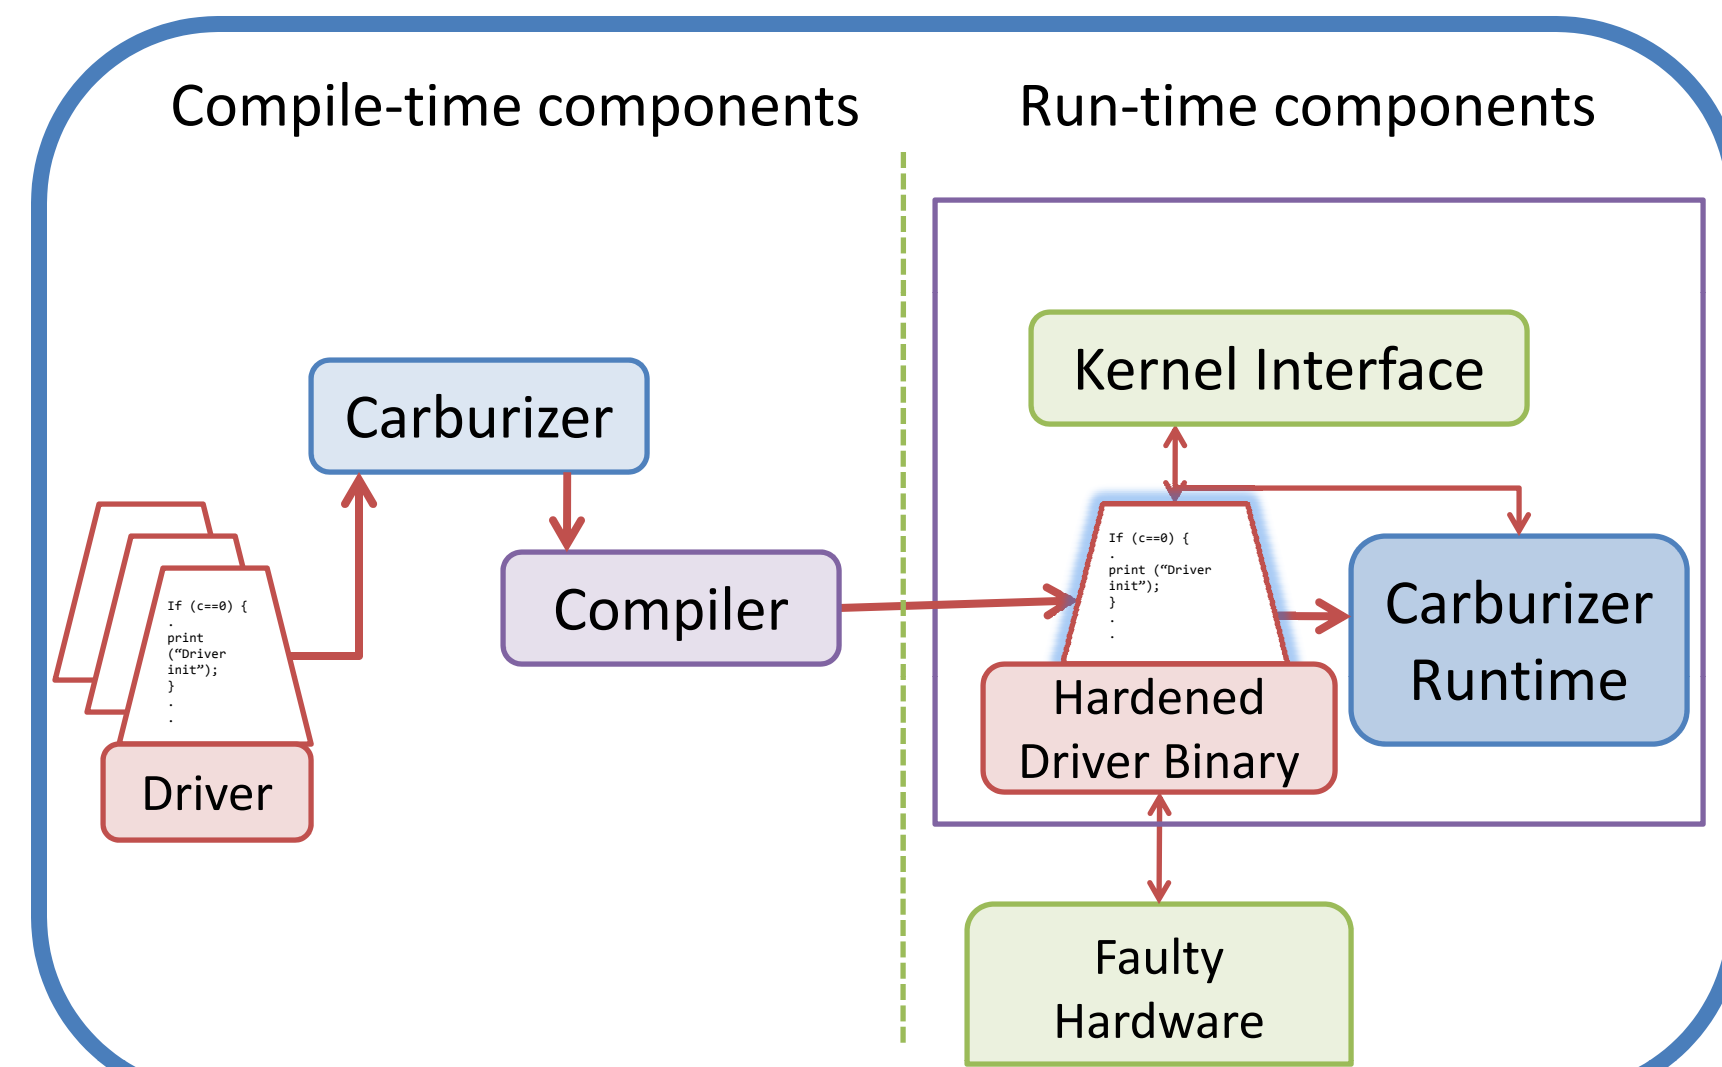 Compile-time components
Run-time components
Carburizer
Compiler
If (c==0) {
.
print
(“Driver
init”);
}
.
.
Driver
Kernel Interface
If (c==0) {
.
print (“Driver
init”);
}
.
.
Hardened
Driver Binary
Carburizer
Runtime
Faulty
Hardware